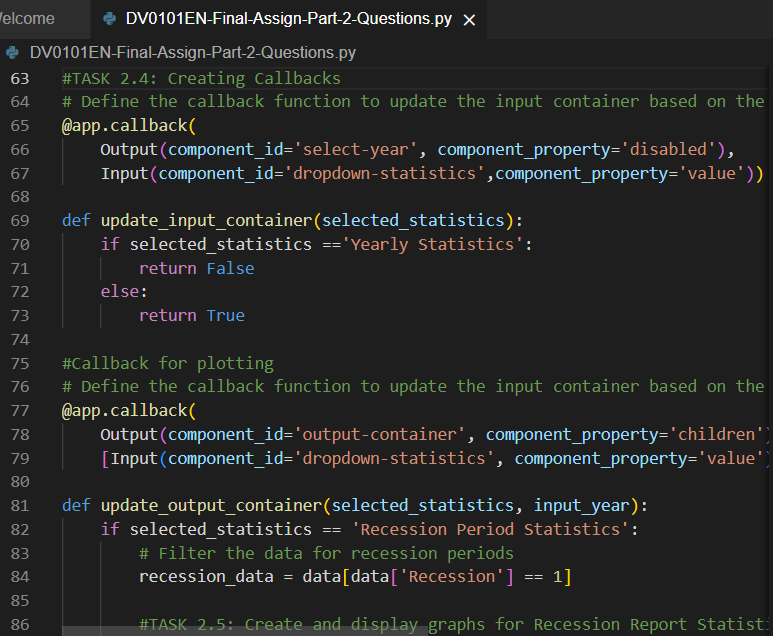 elcome DV0101EN-Final-Assign-Part-2-Questions.py ×
DV0101EN-Final-Assign-Part-2-Questions.py
63 #TASK 2.4: Creating Callbacks
64 # Define the callback function to update the input container based on the
65 @app.callback(
66     Output(component_id='select-year', component_property='disabled'),
67     Input(component_id='dropdown-statistics',component_property='value'))
68
69 def update_input_container(selected_statistics):
70     if selected_statistics =='Yearly Statistics':
71         return False
72     else:
73         return True
74
75 #Callback for plotting
76 # Define the callback function to update the input container based on the
77 @app.callback(
78     Output(component_id='output-container', component_property='children')
79     [Input(component_id='dropdown-statistics', component_property='value')
80
81 def update_output_container(selected_statistics, input_year):
82     if selected_statistics == 'Recession Period Statistics':
83         # Filter the data for recession periods
84         recession_data = data[data['Recession'] == 1]
85
86         #TASK 2.5: Create and display graphs for Recession Report Statisti